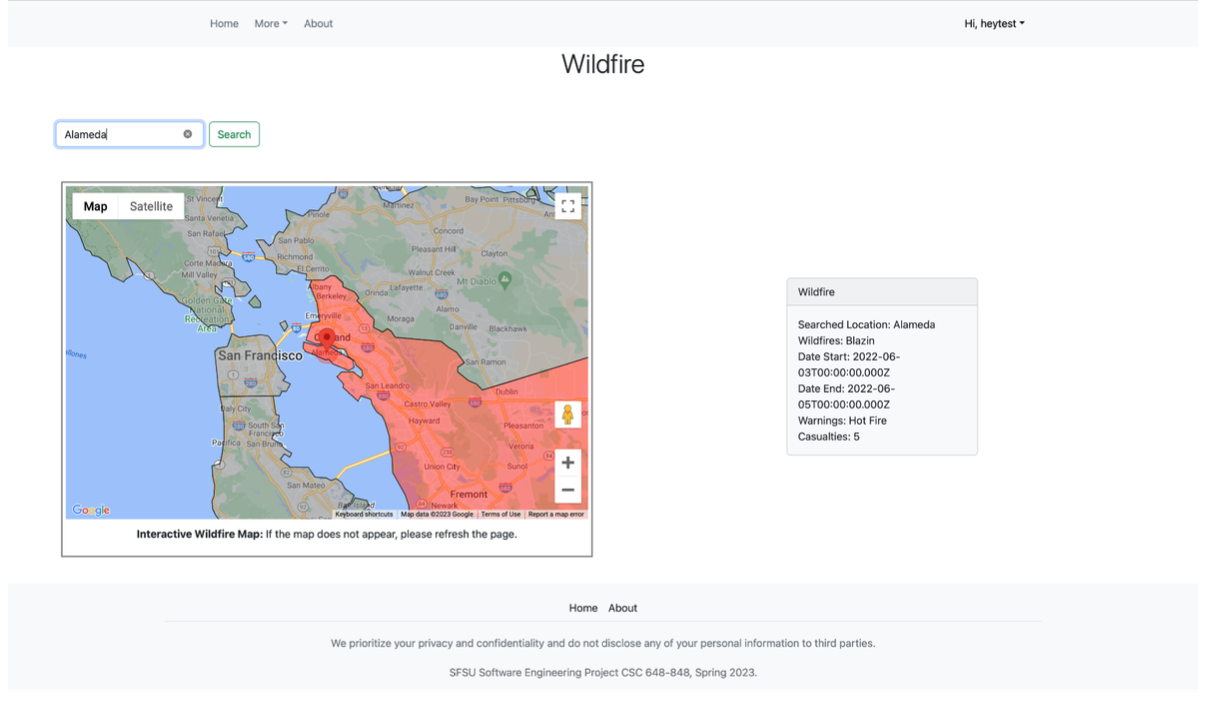 Home More About Hi, heytest
Wildfire
Alameda Search
Map Satellite
St Vincent
Santa Venetia
San Rafael
Corte Madera
Mill Valley
Golden Gate
National
Recreation
Area
Pinole
Martinez
Bay Point Pittsburg
Concord
San Pablo
Richmond
El Cerrito
Pleasant Hill
Clayton
Walnut Creek
Mt Diablo
Albany
Berkeley
Orinda Lafayette
Emeryville
Alamo
Moraga
Danville Blackhawk
San Francisco
Alameda
San Ramon
San Leandro
Dublin
Castro Valley
Daly City
Hayward
Pleasanton
South San
Francisco
Pacifica San Bruno
Verona
Union City
Sunol
San Mateo
Fremont
Newark
Google
Keyboard shortcuts Map data ©2023 Google Terms of Use Report a map error
Interactive Wildfire Map: If the map does not appear, please refresh the page.
Wildfire
Searched Location: Alameda
Wildfires: Blazin
Date Start: 2022-06-
03T00:00:00.000Z
Date End: 2022-06-
05T00:00:00.000Z
Warnings: Hot Fire
Casualties: 5
Home About
We prioritize your privacy and confidentiality and do not disclose any of your personal information to third parties.
SFSU Software Engineering Project CSC 648-848, Spring 2023.